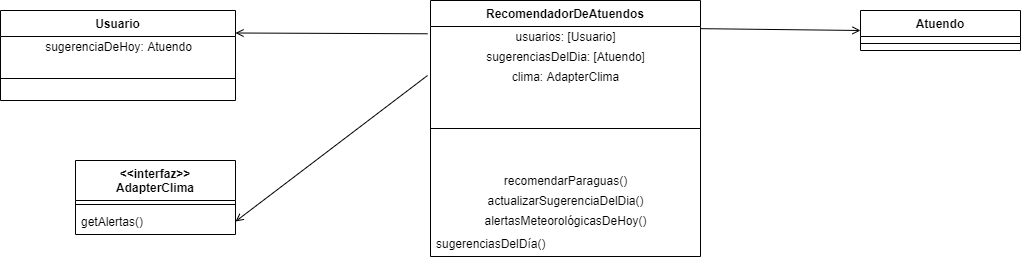 Usuario
sugerenciaDeHoy: Atuendo
RecomendadorDeAtuendos
usuarios: [Usuario]
sugerenciasDelDia: [Atuendo]
clima: AdapterClima
recomendarParaguas()
actualizarSugerenciaDelDia()
alertasMeteorológicasDeHoy()
sugerenciasDelDía()
Atuendo
<<interfaz>>
AdapterClima
getAlertas()